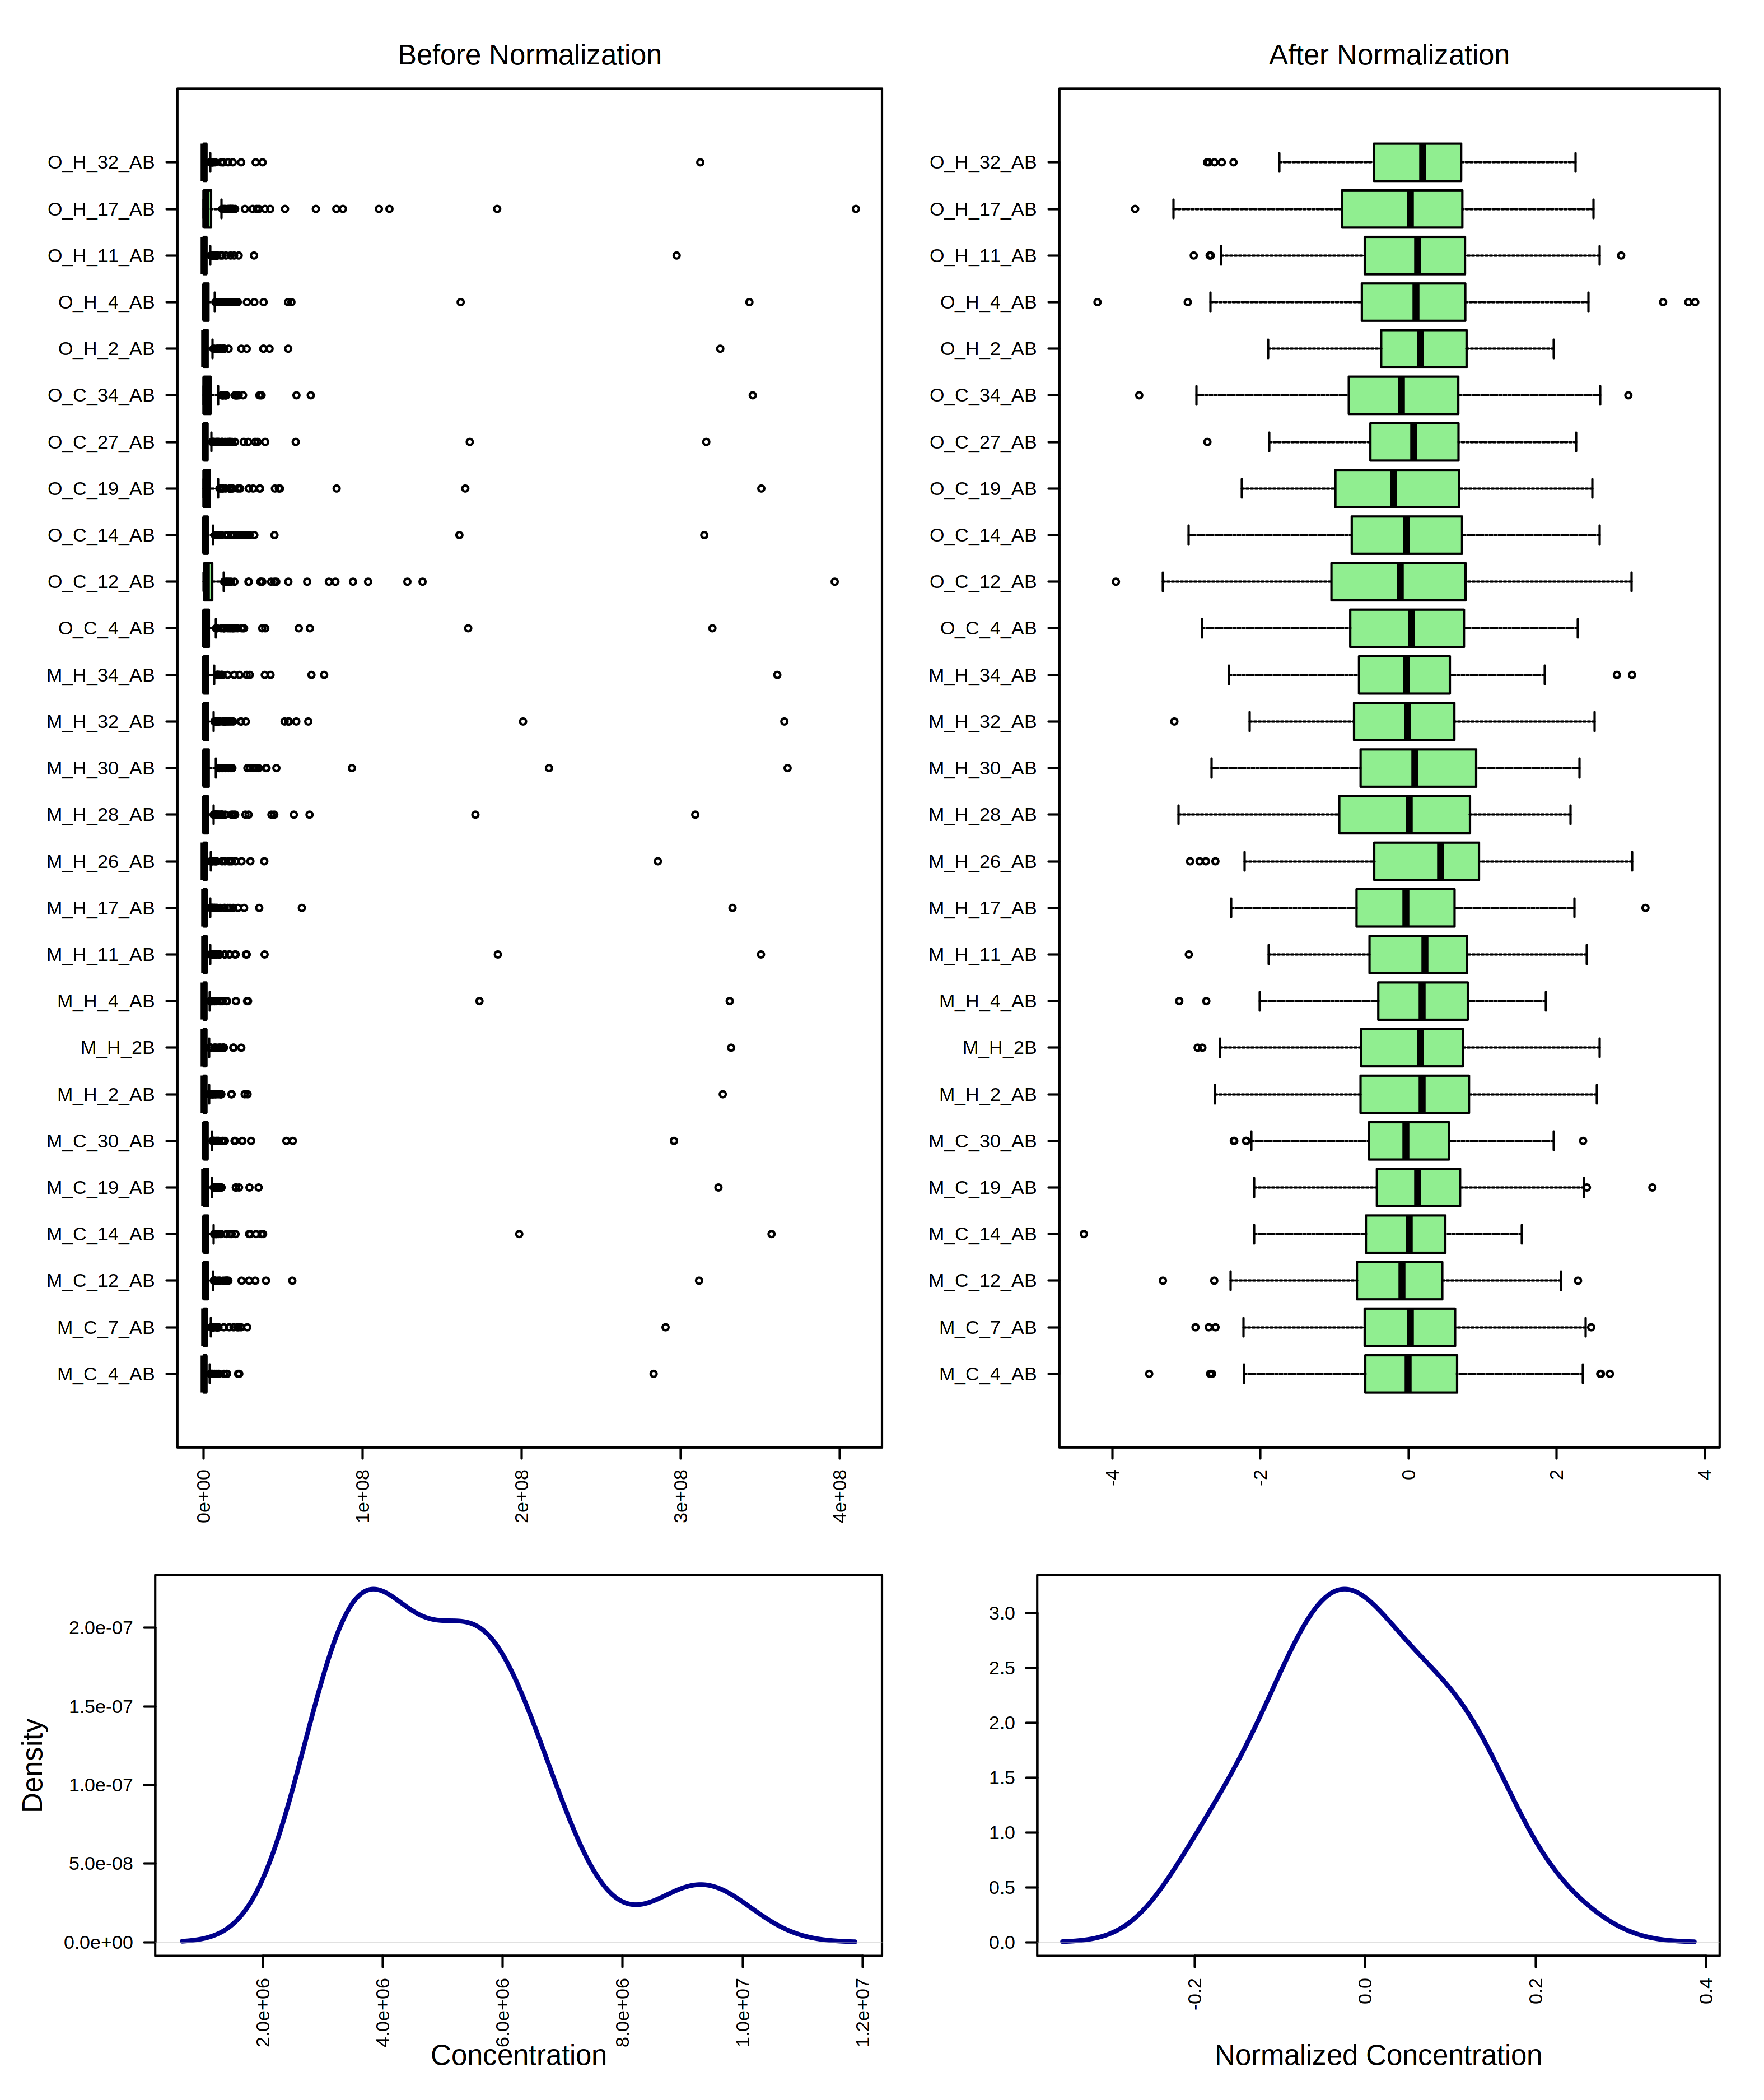 Before Normalization
O_H_32_AB
O_H_17_AB
O_H_11_AB
O_H_4_AB
O_H_2_AB
O_C_34_AB
O_C_27_AB
O_C_19_AB
O_C_14_AB
O_C_12_AB
O_C_4_AB
M_H_34_AB
M_H_32_AB
M_H_30_AB
M_H_28_AB
M_H_26_AB
M_H_17_AB
M_H_11_AB
M_H_4_AB
M_H_2B
M_H_2_AB
M_C_30_AB
M_C_19_AB
M_C_14_AB
M_C_12_AB
M_C_7_AB
M_C_4_AB
0e+00
1e+08
2e+08
3e+08
4e+08
After Normalization
O_H_32_AB
O_H_17_AB
O_H_11_AB
O_H_4_AB
O_H_2_AB
O_C_34_AB
O_C_27_AB
O_C_19_AB
O_C_14_AB
O_C_12_AB
O_C_4_AB
M_H_34_AB
M_H_32_AB
M_H_30_AB
M_H_28_AB
M_H_26_AB
M_H_17_AB
M_H_11_AB
M_H_4_AB
M_H_2B
M_H_2_AB
M_C_30_AB
M_C_19_AB
M_C_14_AB
M_C_12_AB
M_C_7_AB
M_C_4_AB
-4
-2
0
2
4
Density
2.0e-07
1.5e-07
1.0e-07
5.0e-08
0.0e+00
2.0e+06
4.0e+06
6.0e+06
8.0e+06
1.0e+07
1.2e+07
Concentration
3.0
2.5
2.0
1.5
1.0
0.5
0.0
-0.2
0.0
0.2
0.4
Normalized Concentration